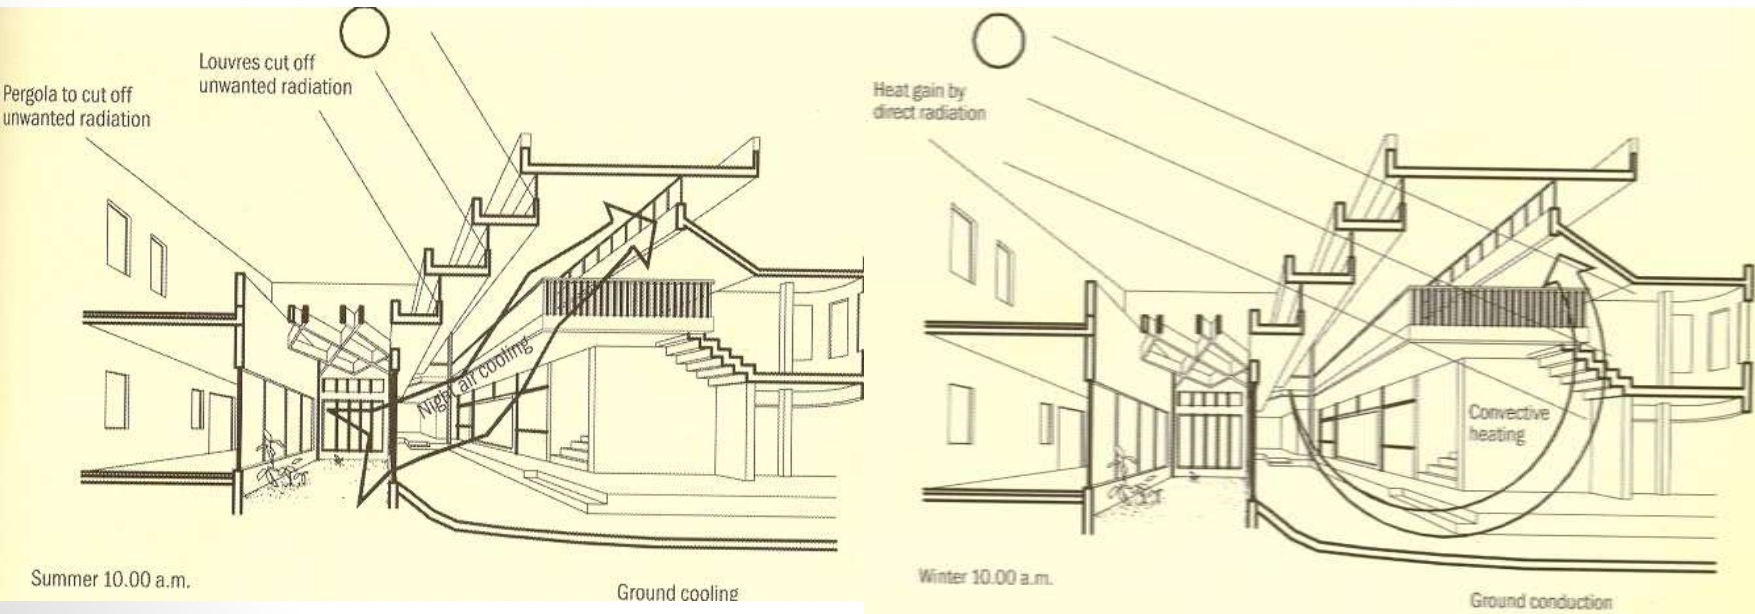 Louvres cut off
unwanted radiation
Pergola to cut off
unwanted radiation
Night air cooling
Summer 10.00 a.m.
Ground cooling
Heat gain by
direct radiation
Convective
heating
Winter 10.00 a.m.
Ground conduction